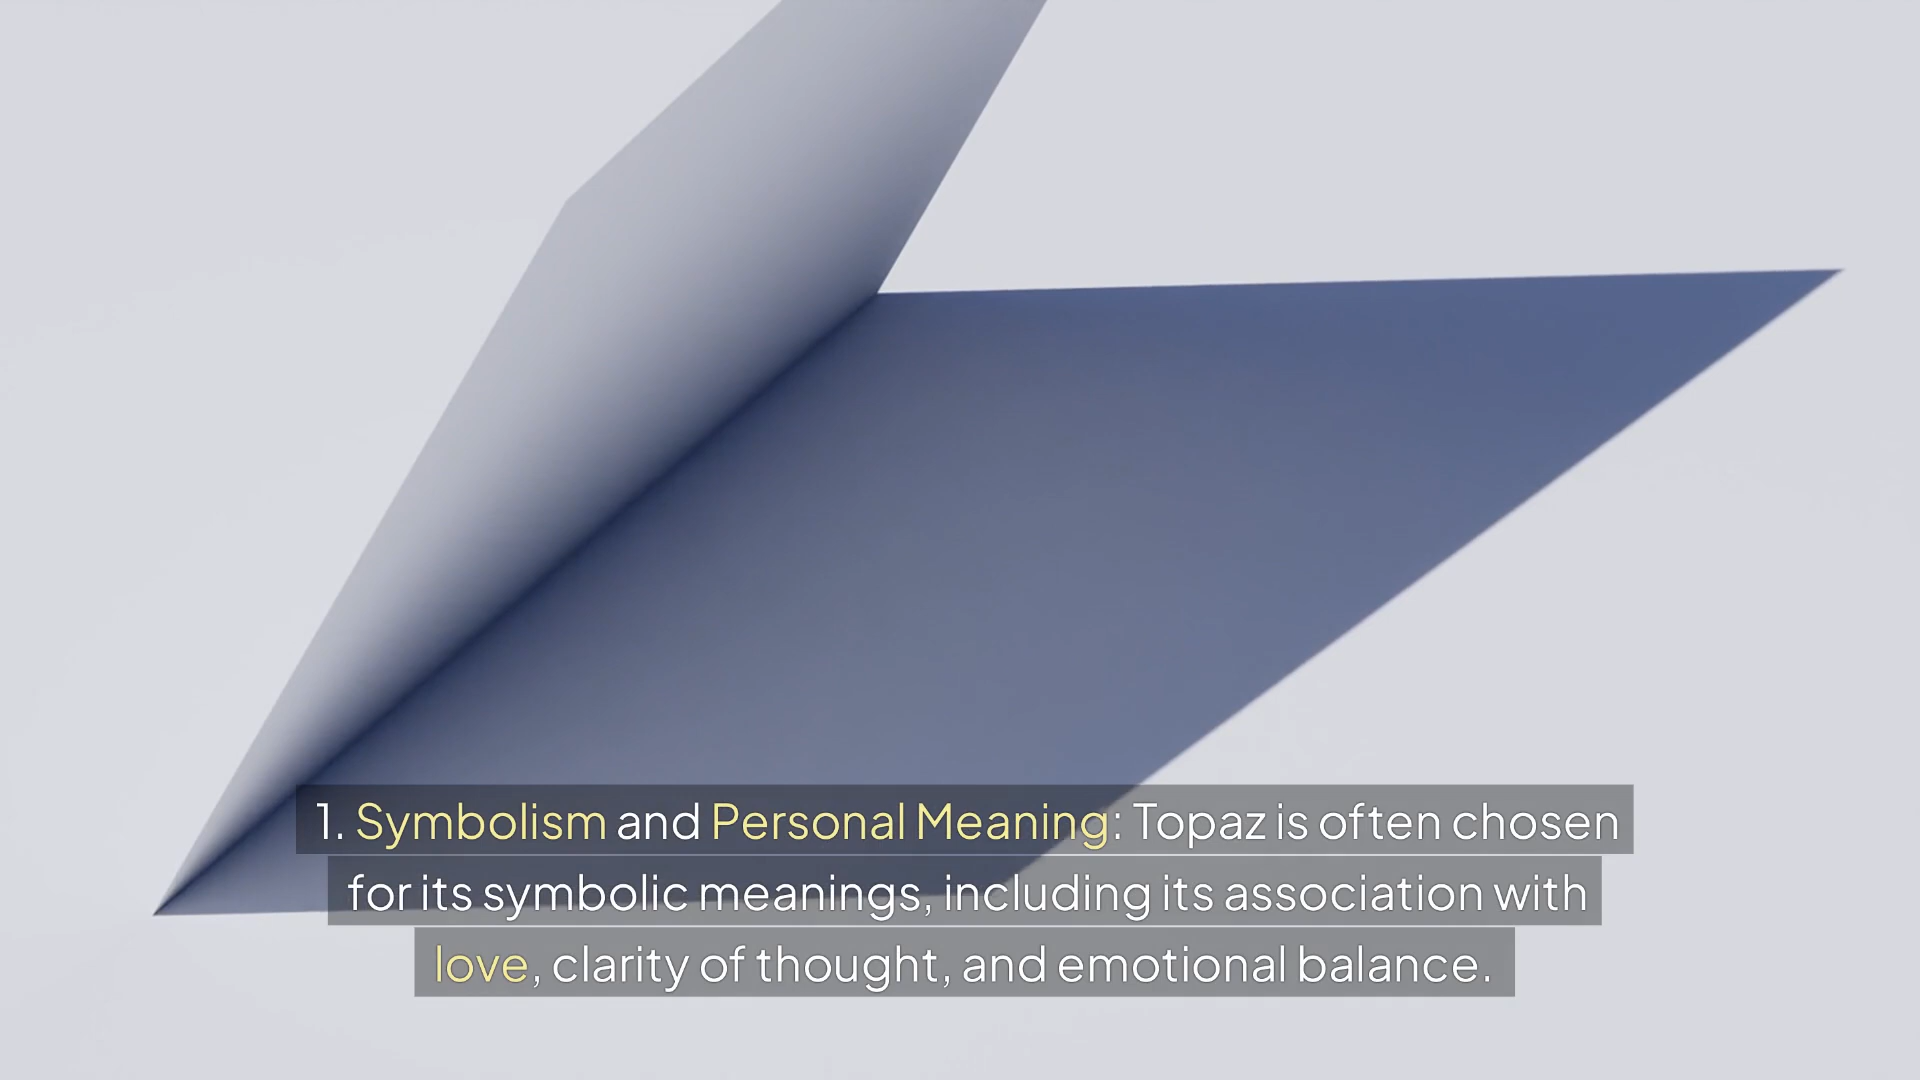 1. Symbolism and Personal Meaning: Topaz is often chosen
for its symbolic meanings, including its association with
love, clarity of thought, and emotional balance.